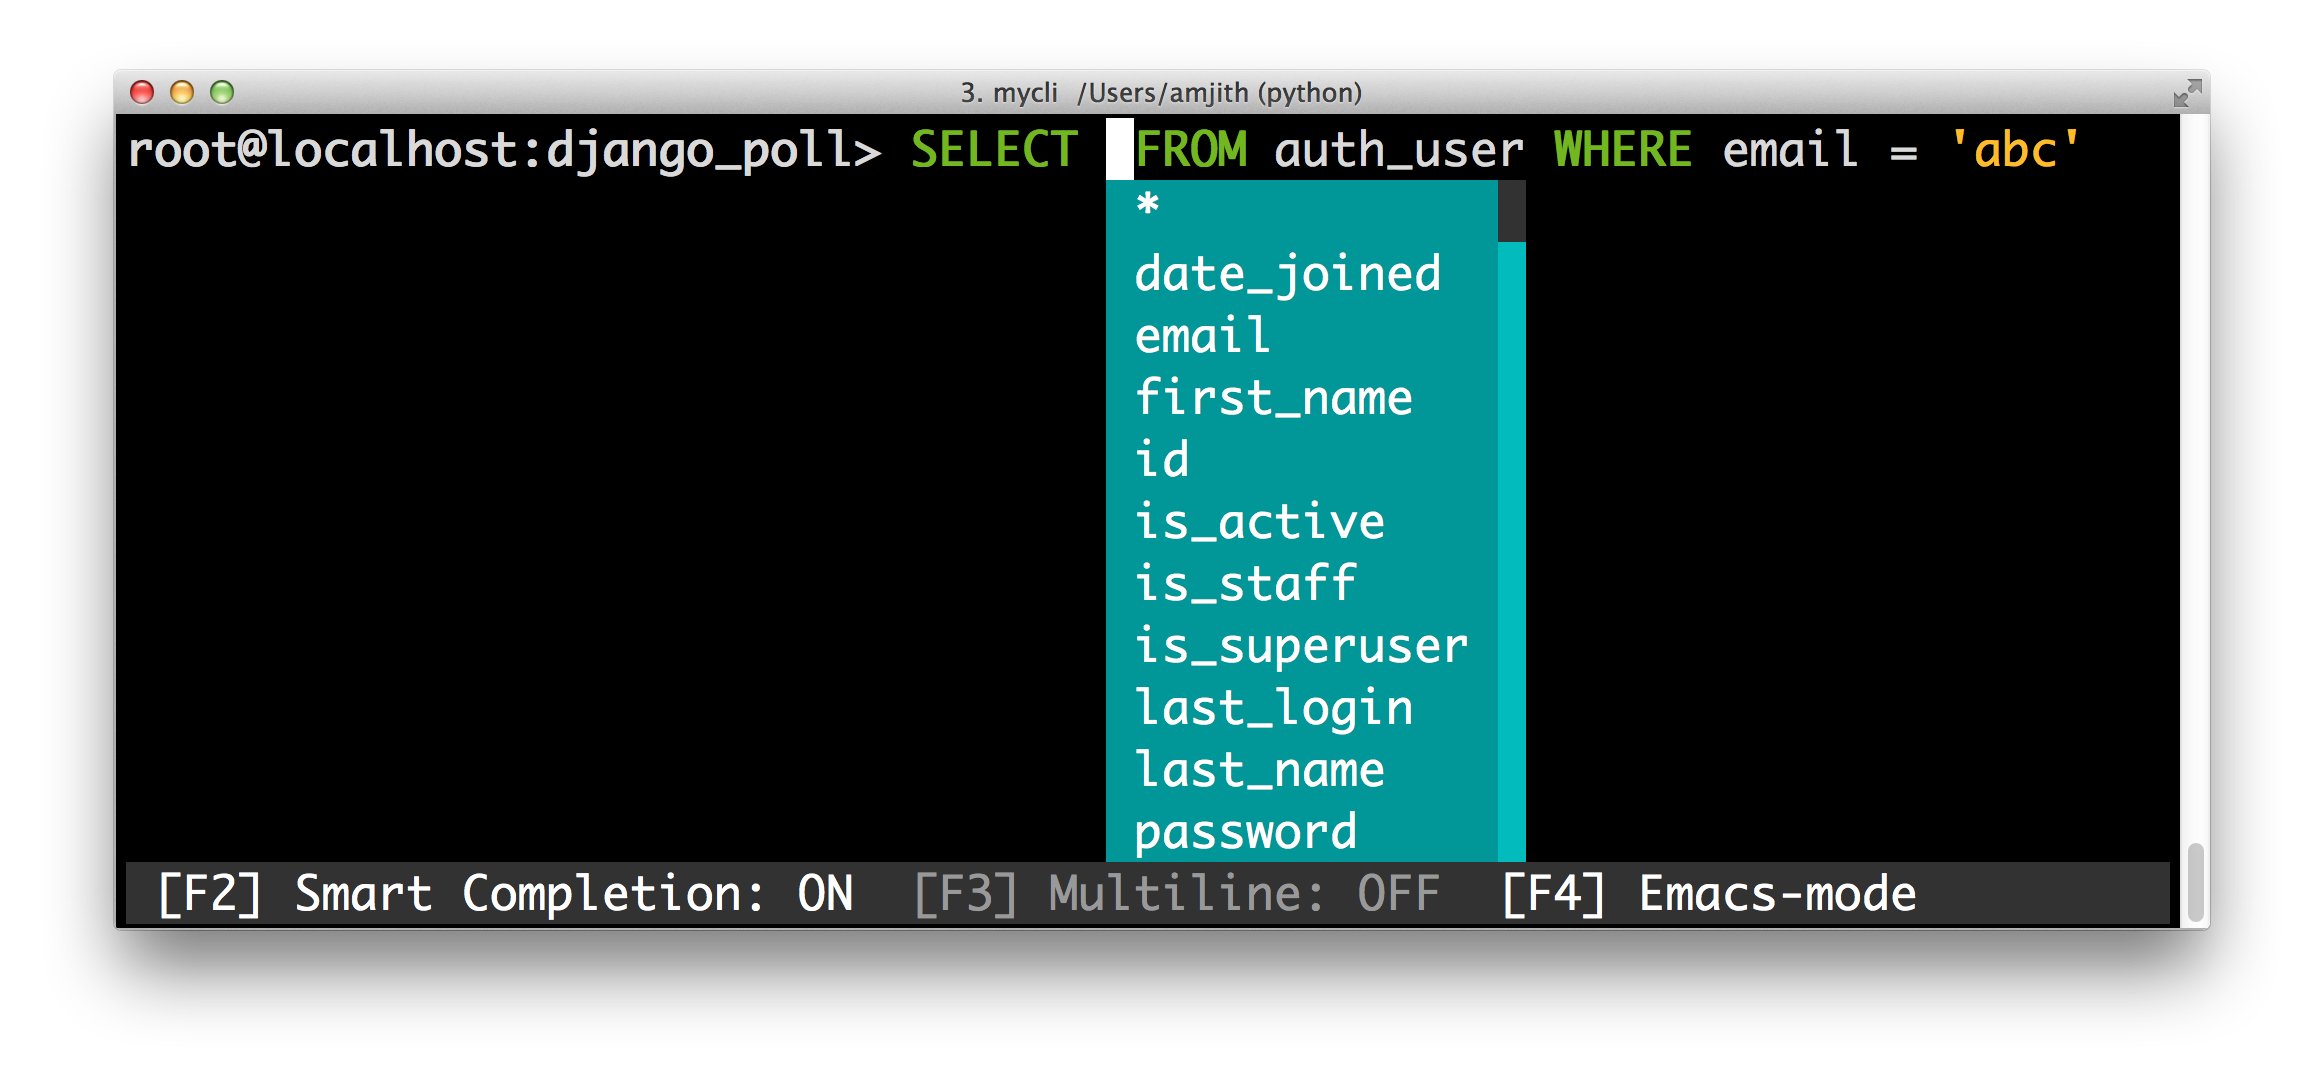 3. mycli /Users/amjith (python)
root@localhost:django_poll> SELECT FROM auth_user WHERE email = 'abc'
*
date_joined
email
first_name
id
is_active
is_staff
is_superuser
last_login
last_name
password
[F2] Smart Completion: ON [F3] Multiline: OFF [F4] Emacs-mode